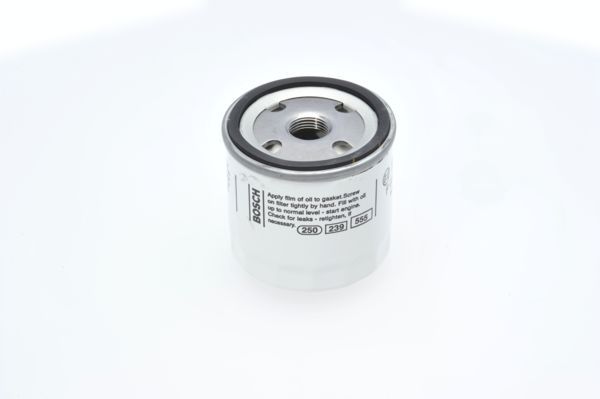 BOSCH
Apply film of oil to gasket.Screw
on filter tightly by hand. Fill with oil
up to normal level - start engine.
Check for leaks - retighten, if
necessary. 250 239 555